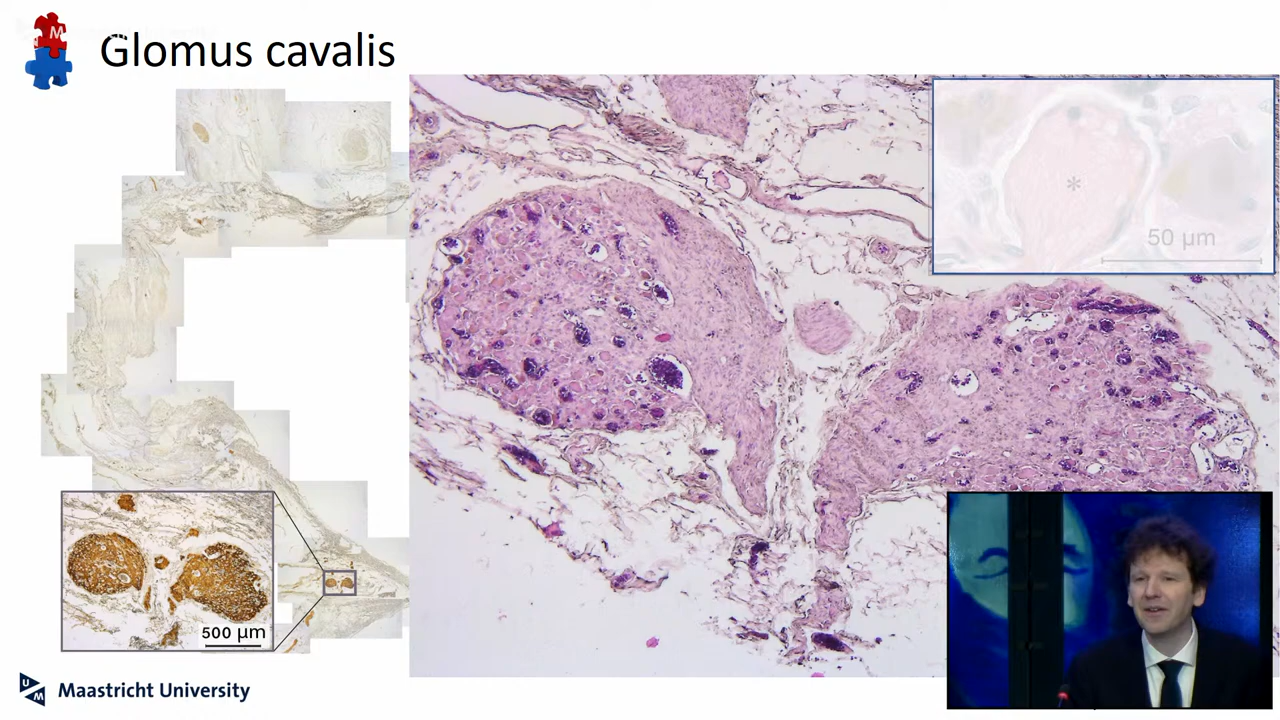 Glomus cavalis
*
50 µm
500 µm
Maastricht University